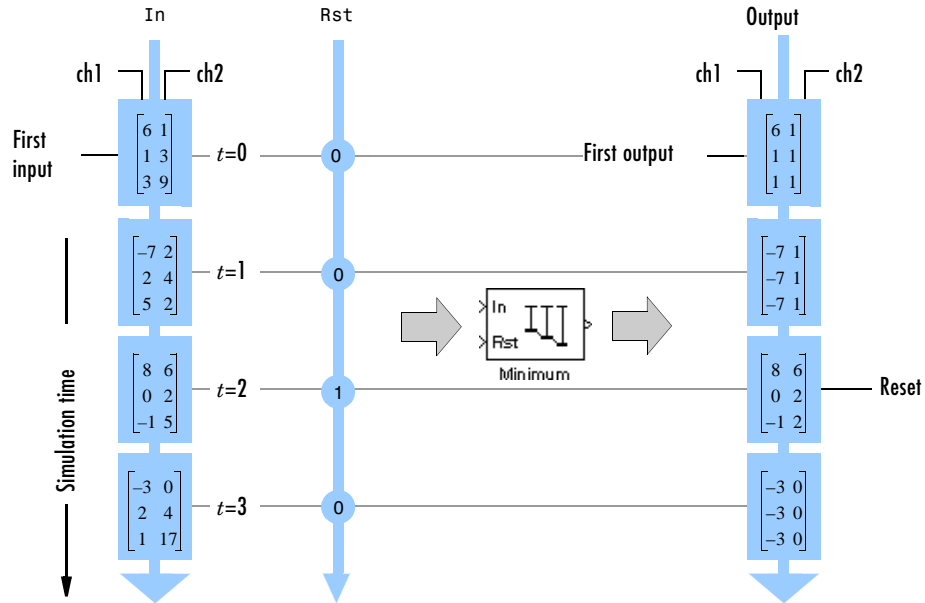 In Rst Output
ch1 ch2 ch1 ch2
First input
6 1
1 3
3 9
t=0
0
First output
6 1
1 1
1 1
–7 2
2 4
5 2
t=1
0
–7 1
–7 1
–7 1
In
Rst
Minimum
Simulation time
8 6
0 2
–1 5
t=2
1
8 6
0 2
–1 2
Reset
–3 0
2 4
1 17
t=3
0
–3 0
–3 0
–3 0